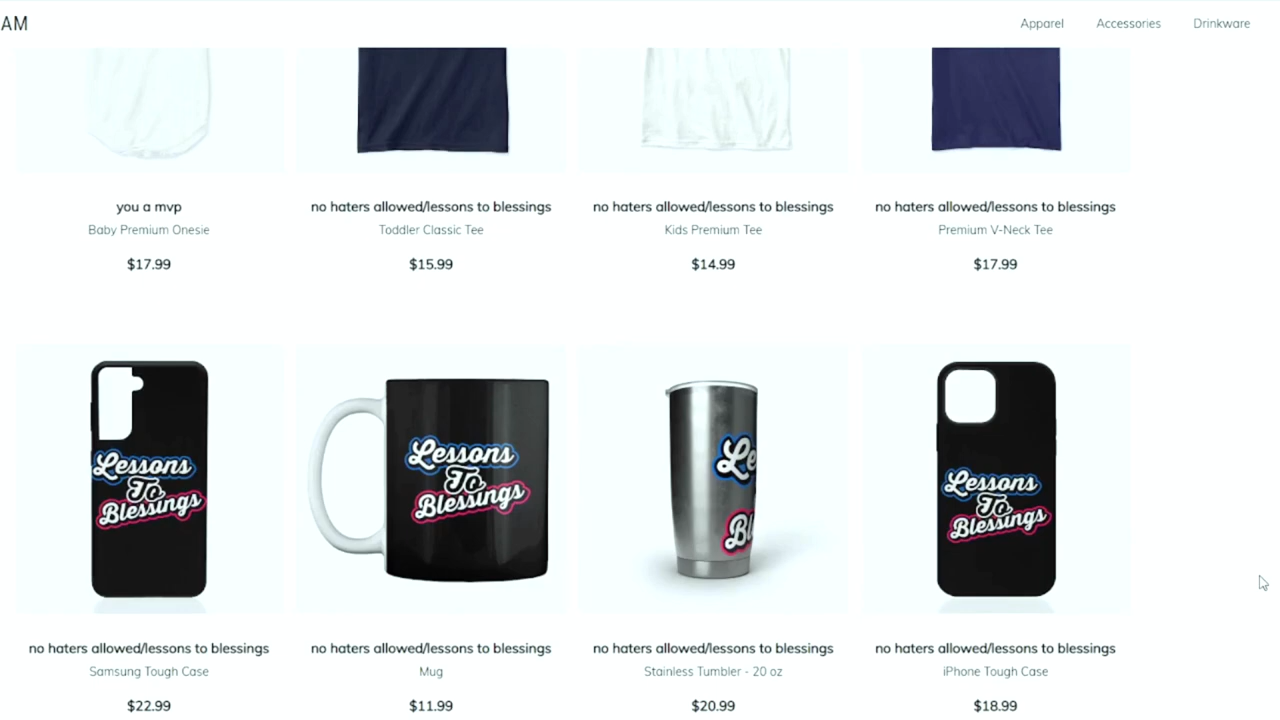 AM
Apparel Accessories Drinkware
you a mvp
Baby Premium Onesie
$17.99
no haters allowed/lessons to blessings
Toddler Classic Tee
$15.99
no haters allowed/lessons to blessings
Kids Premium Tee
$14.99
no haters allowed/lessons to blessings
Premium V-Neck Tee
$17.99
Lessons
To
Blessings
no haters allowed/lessons to blessings
Samsung Tough Case
$22.99
Lessons
To
Blessings
no haters allowed/lessons to blessings
Mug
$11.99
Le
Bl
no haters allowed/lessons to blessings
Stainless Tumbler - 20 oz
$20.99
Lessons
To
Blessings
no haters allowed/lessons to blessings
iPhone Tough Case
$18.99